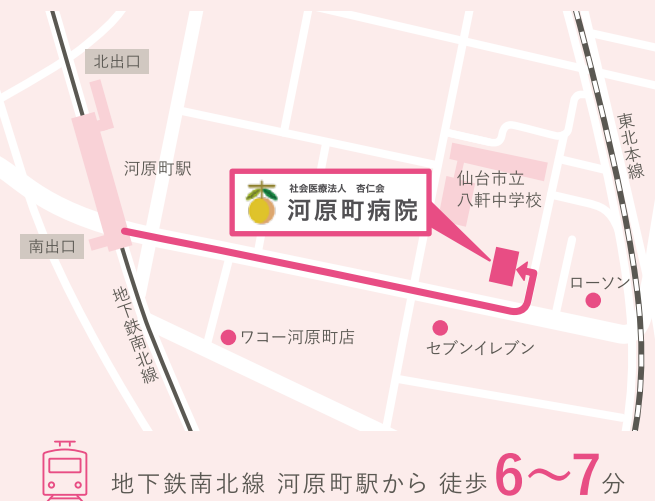 北出口
東北本線
河原町駅
社会医療法人 杏仁会
河原町病院
仙台市立
八軒中学校
南出口
ローソン
地下鉄南北線
ワコー河原町店
セブンイレブン
地下鉄南北線 河原町駅から 徒歩 6〜7分